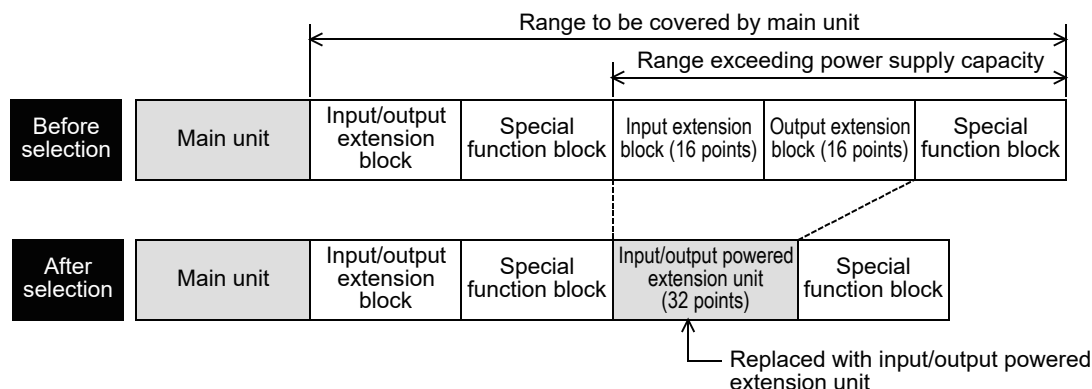 Range to be covered by main unit
Range exceeding power supply capacity
Before
selection
Main unit
Input/output
extension
block
Special
function block
Input extension
block (16 points)
Output extension
block (16 points)
Special
function block
After
selection
Main unit
Input/output
extension
block
Special
function block
Input/output powered
extension unit
(32 points)
Special
function block
Replaced with input/output powered
extension unit